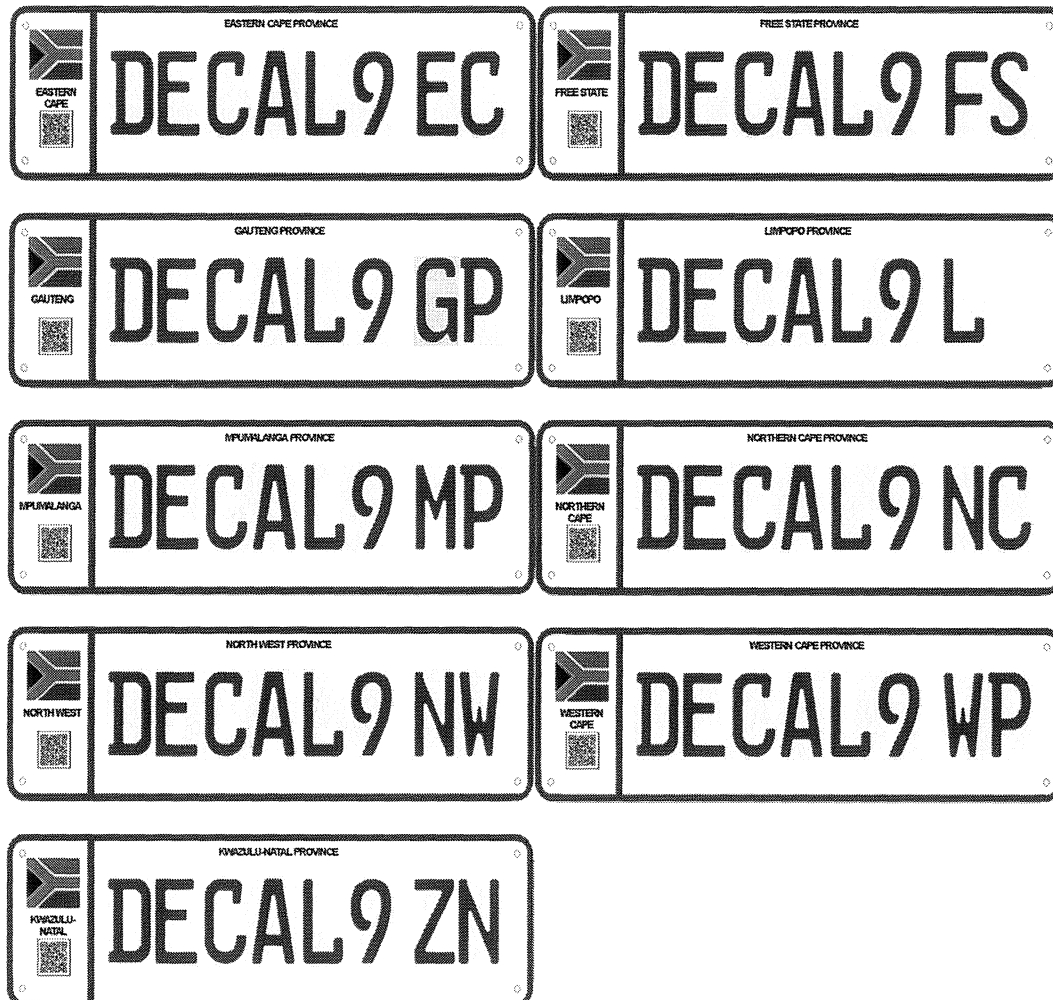 EASTERN CAPE PROVINCE
EASTERN
CAPE
DECAL9 EC
FREE STATE PROVINCE
FREE STATE
DECAL9 FS
GAUTENG PROVINCE
GAUTENG
DECAL9 GP
LIMPOPO PROVINCE
LIMPOPO
DECAL9 L
MPUMALANGA PROVINCE
MPUMALANGA
DECAL9 MP
NORTHERN CAPE PROVINCE
NORTHERN
CAPE
DECAL9 NC
NORTH WEST PROVINCE
NORTH WEST
DECAL9 NW
WESTERN CAPE PROVINCE
WESTERN
CAPE
DECAL9 WP
KWAZULU-NATAL PROVINCE
KWAZULU-
NATAL
DECAL9 ZN